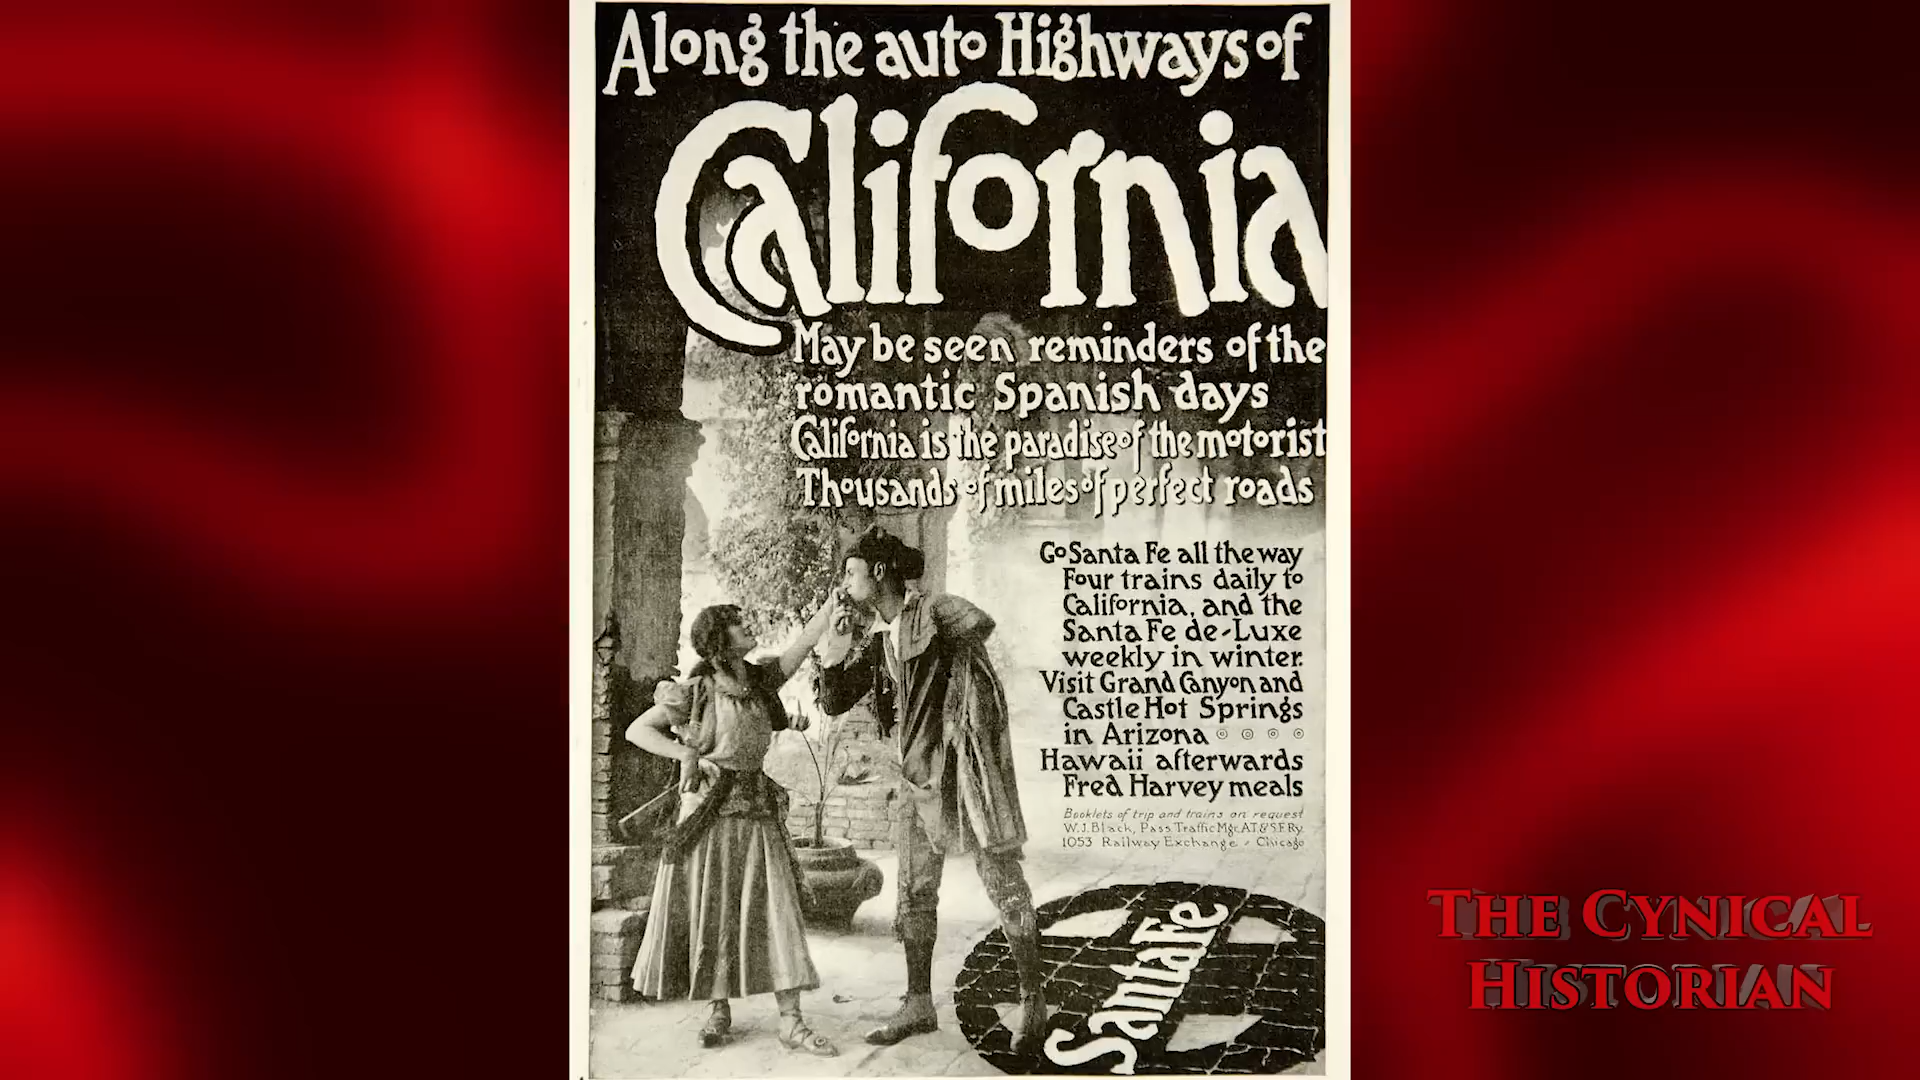 Along the auto Highways of
California
May be seen reminders of the
romantic Spanish days
California is the paradise of the motorist
Thousands of miles of perfect roads
Go Santa Fe all the way
Four trains daily to
California, and the
Santa Fe de-Luxe
weekly in winter.
Visit Grand Canyon and
Castle Hot Springs
in Arizona
Hawaii afterwards
Fred Harvey meals
Booklets of trip and trains on request
W.J. Black, Pass. Traffic Mgr. A.T.& S.F. Ry.
1053 Railway Exchange - Chicago
Santa Fe
THE CYNICAL
HISTORIAN